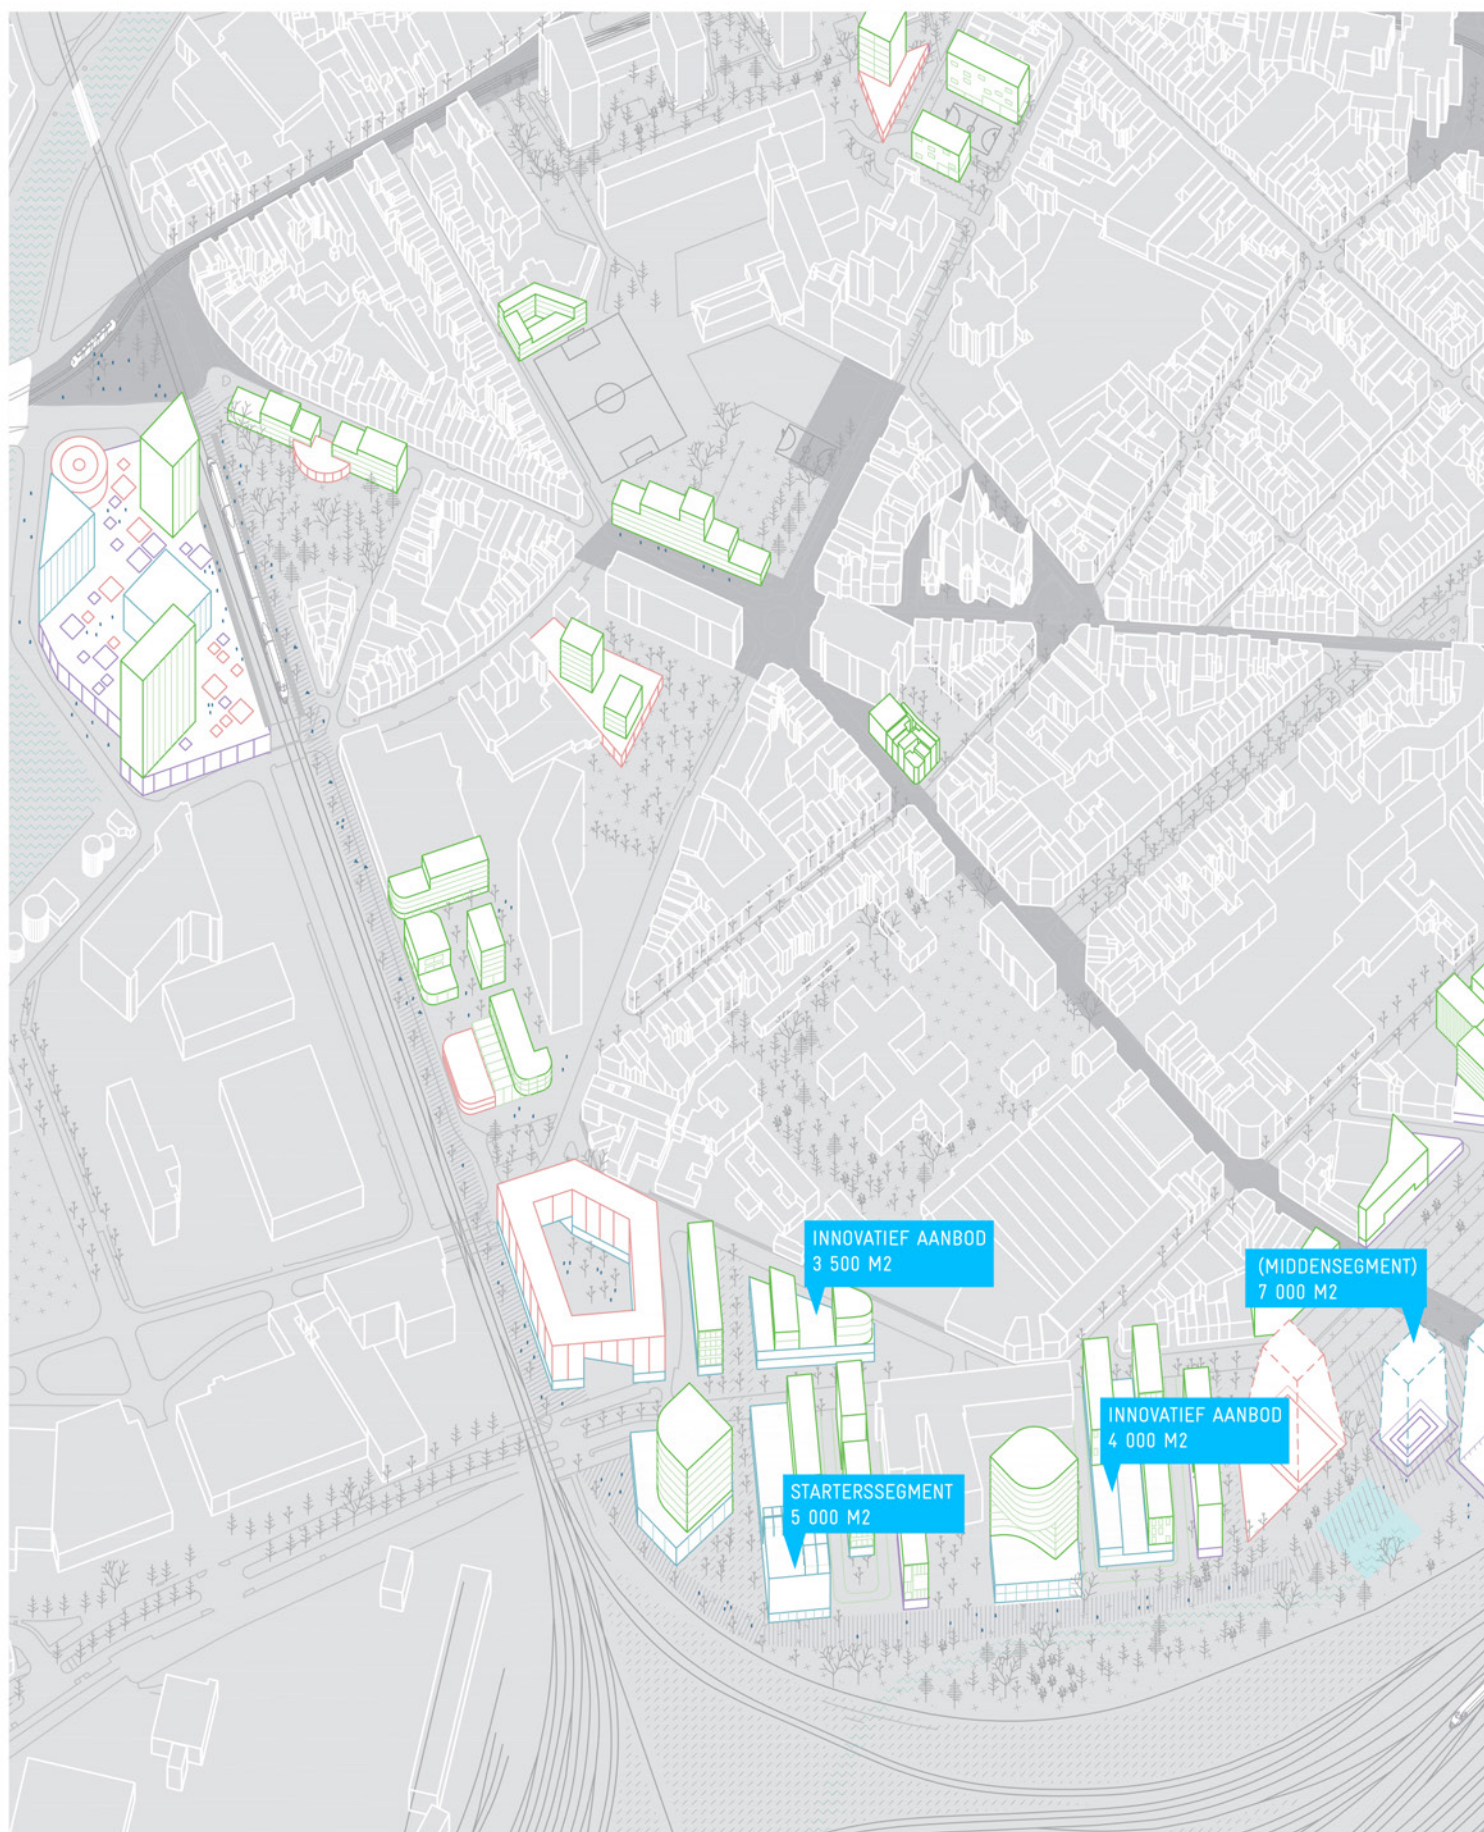 INNOVATIEF AANBOD
3 500 M2
(MIDDENSEGMENT)
7 000 M2
INNOVATIEF AANBOD
4 000 M2
STARTERSSEGMENT
5 000 M2